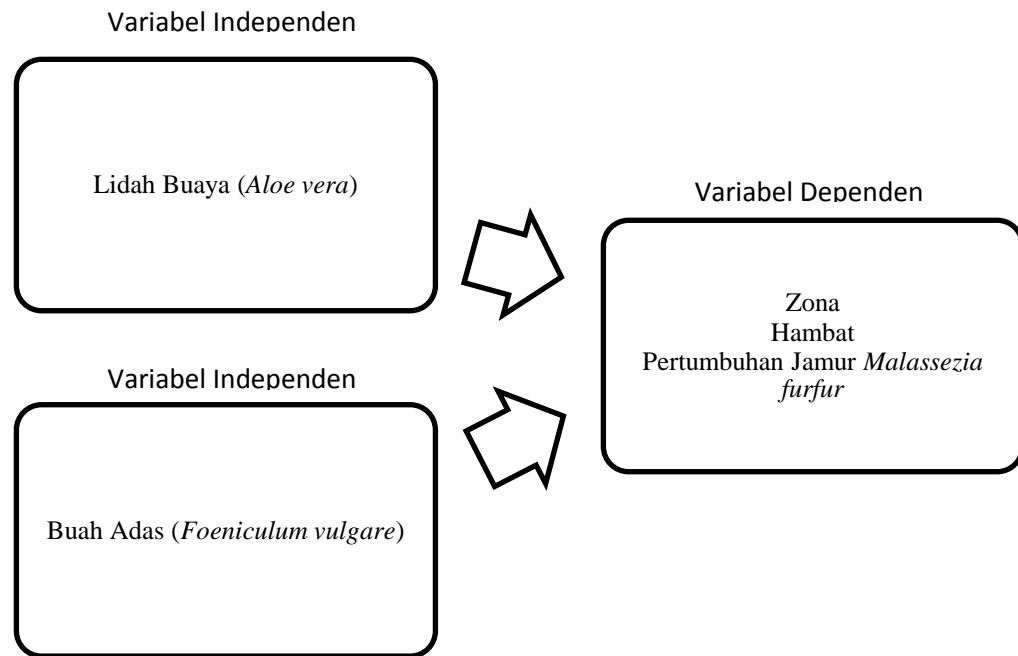 Variabel Independen
Lidah Buaya (Aloe vera)
Variabel Independen
Buah Adas (Foeniculum vulgare)
Variabel Dependen
Zona
Hambat
Pertumbuhan Jamur Malassezia
furfur